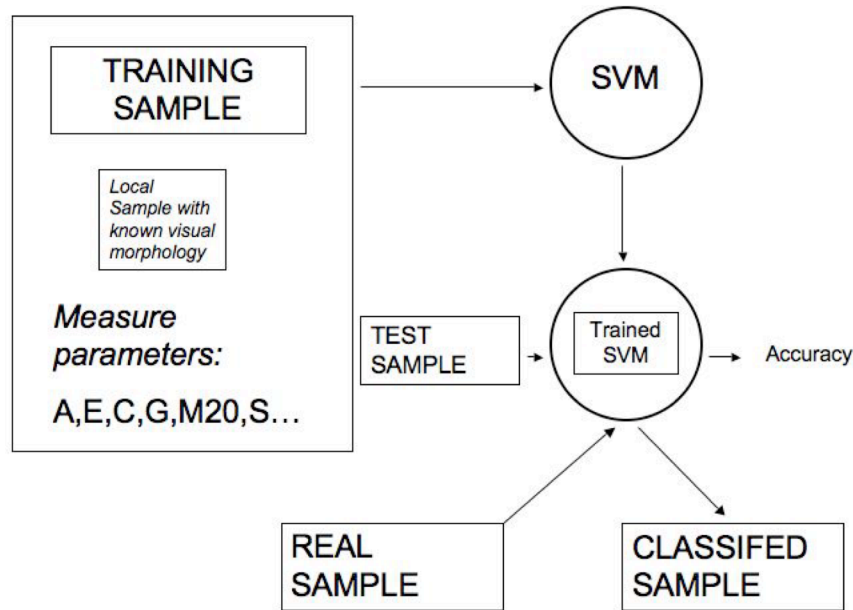 TRAINING
SAMPLE
SVM
Local
Sample with
known visual
morphology
Measure
parameters:
A,E,C,G,M20,S...
TEST
SAMPLE
Trained
SVM
Accuracy
REAL
SAMPLE
CLASSIFED
SAMPLE